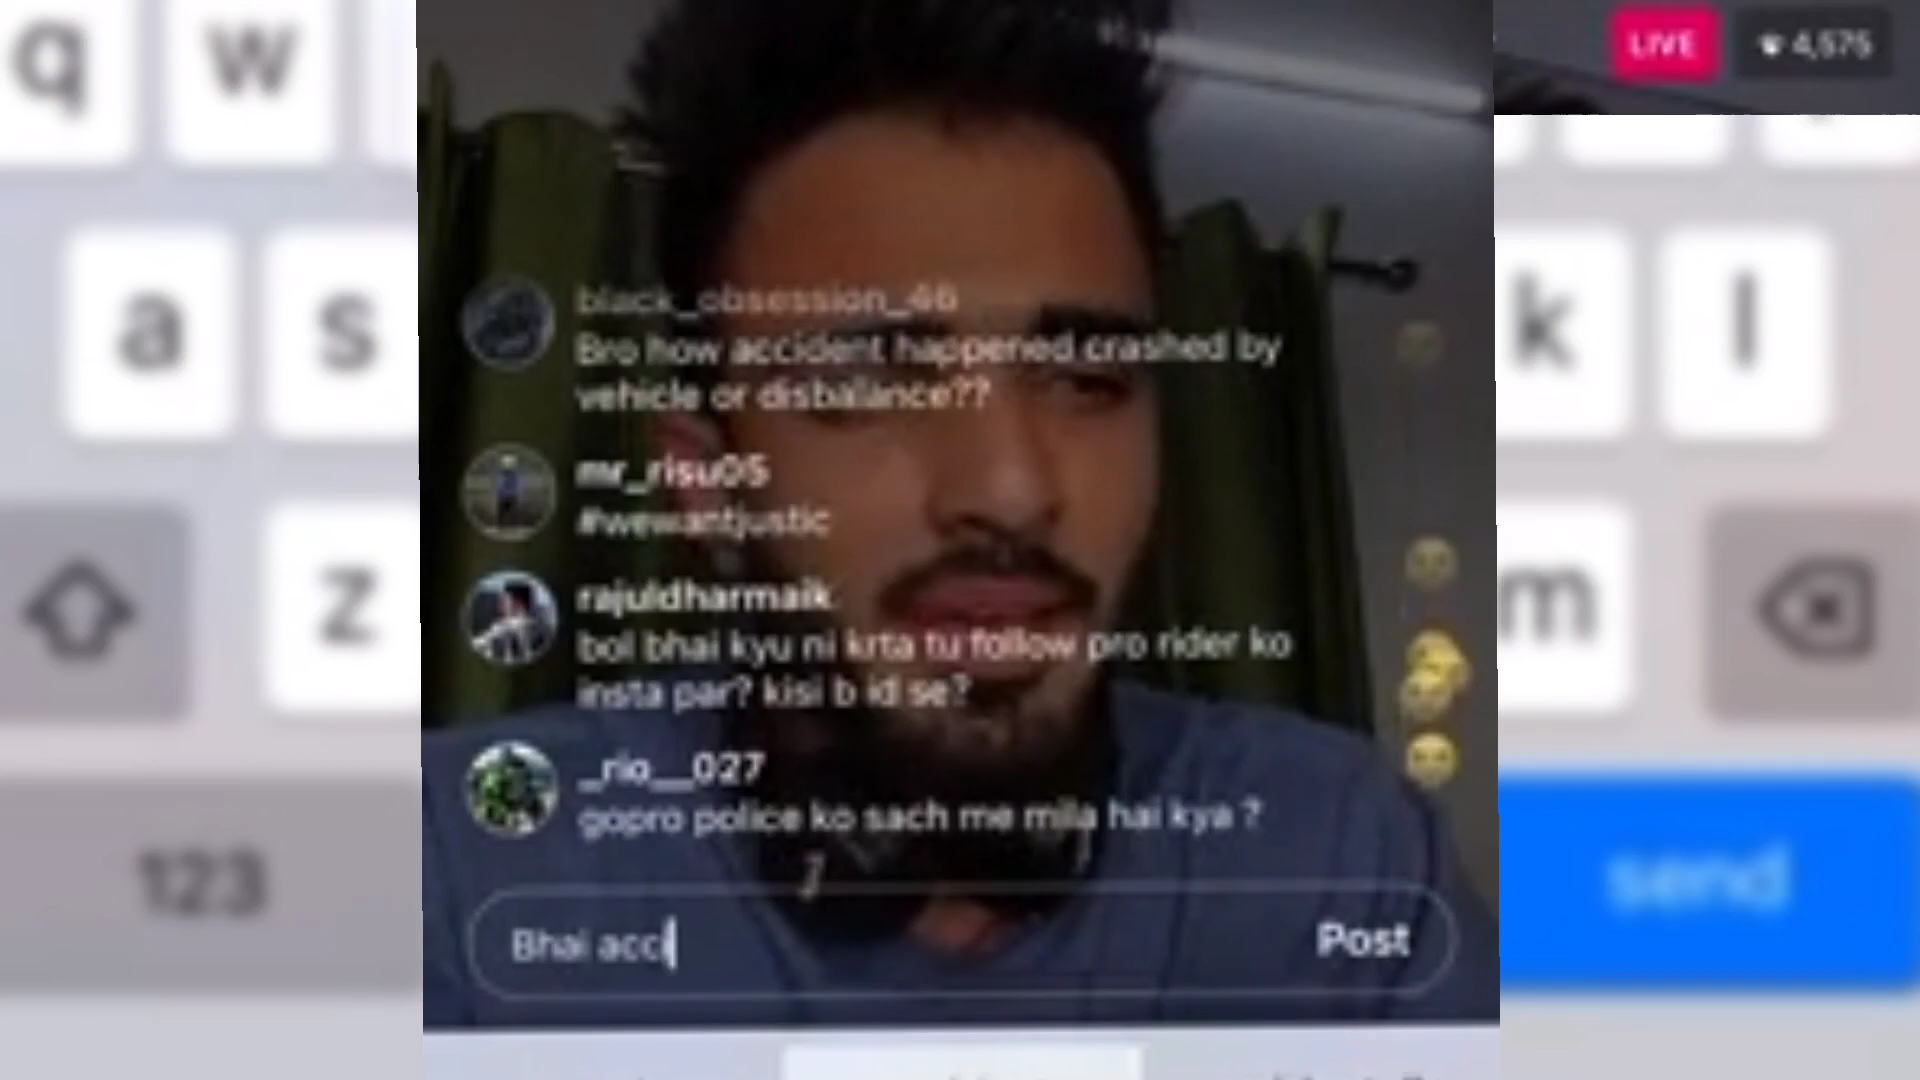 q w
LIVE 4,575
a s
k l
black_obsession_46
Bro how accident happened crashed by
vehicle or disbalance??
mr_risu05
#wewantjustic
rajuldharmaik
bol bhai kyu ni krta tu follow pro rider ko
insta par? kisi b id se?
z
m
_rio__027
gopro police ko sach me mila hai kya ?
123
send
Bhai acci
Post